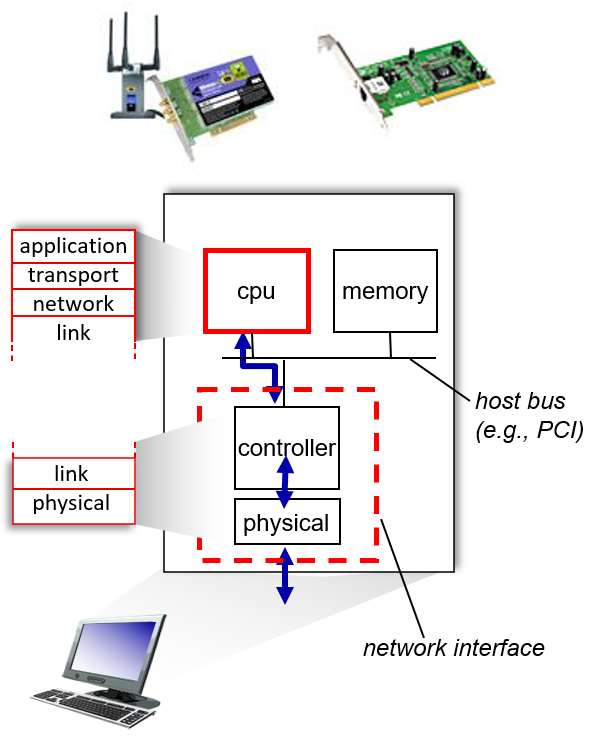 application
transport
network
link
cpu
memory
host bus
(e.g., PCI)
controller
link
physical
physical
network interface